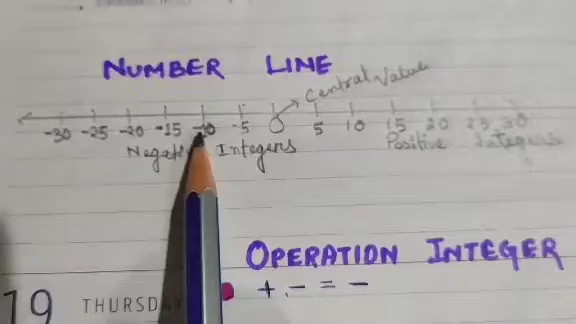 NUMBER LINE
Central Value
-30 -25 -20 -15 -10 -5 0 5 10 15 20 25 30
Negative Integers Positive Integers
OPERATION INTEGER
+ . - = -
19 THURSDAY